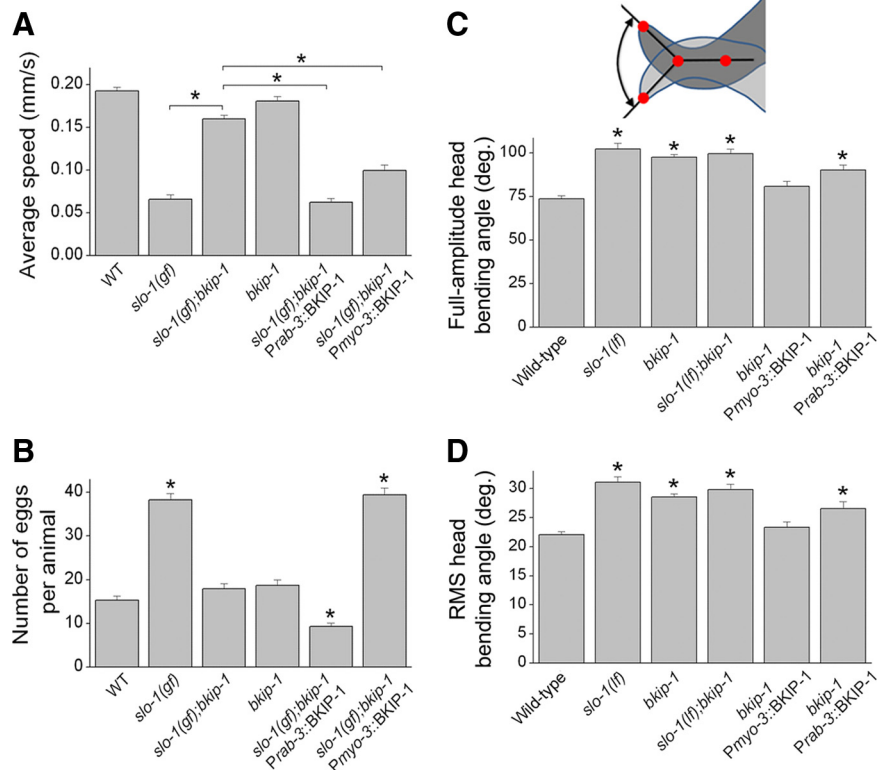 A
Average speed (mm/s)
0.20
0.15
0.10
0.05
0.00
*
*
*
WT
slo-1(gf)
slo-1(gf);bkip-1
bkip-1
slo-1(gf);bkip-1
Prab-3::BKIP-1
slo-1(gf);bkip-1
Pmyo-3::BKIP-1
B
Number of eggs
per animal
40
30
20
10
0
*
*
*
WT
slo-1(gf)
slo-1(gf);bkip-1
bkip-1
slo-1(gf);bkip-1
Prab-3::BKIP-1
slo-1(gf);bkip-1
Pmyo-3::BKIP-1
C
Full-amplitude head
bending angle (deg.)
100
75
50
25
0
*
*
*
*
Wild-type
slo-1(lf)
bkip-1
slo-1(lf);bkip-1
bkip-1
Pmyo-3::BKIP-1
bkip-1
Prab-3::BKIP-1
D
RMS head
bending angle (deg.)
30
25
20
15
10
5
0
*
*
*
*
Wild-type
slo-1(lf)
bkip-1
slo-1(lf);bkip-1
bkip-1
Pmyo-3::BKIP-1
bkip-1
Prab-3::BKIP-1